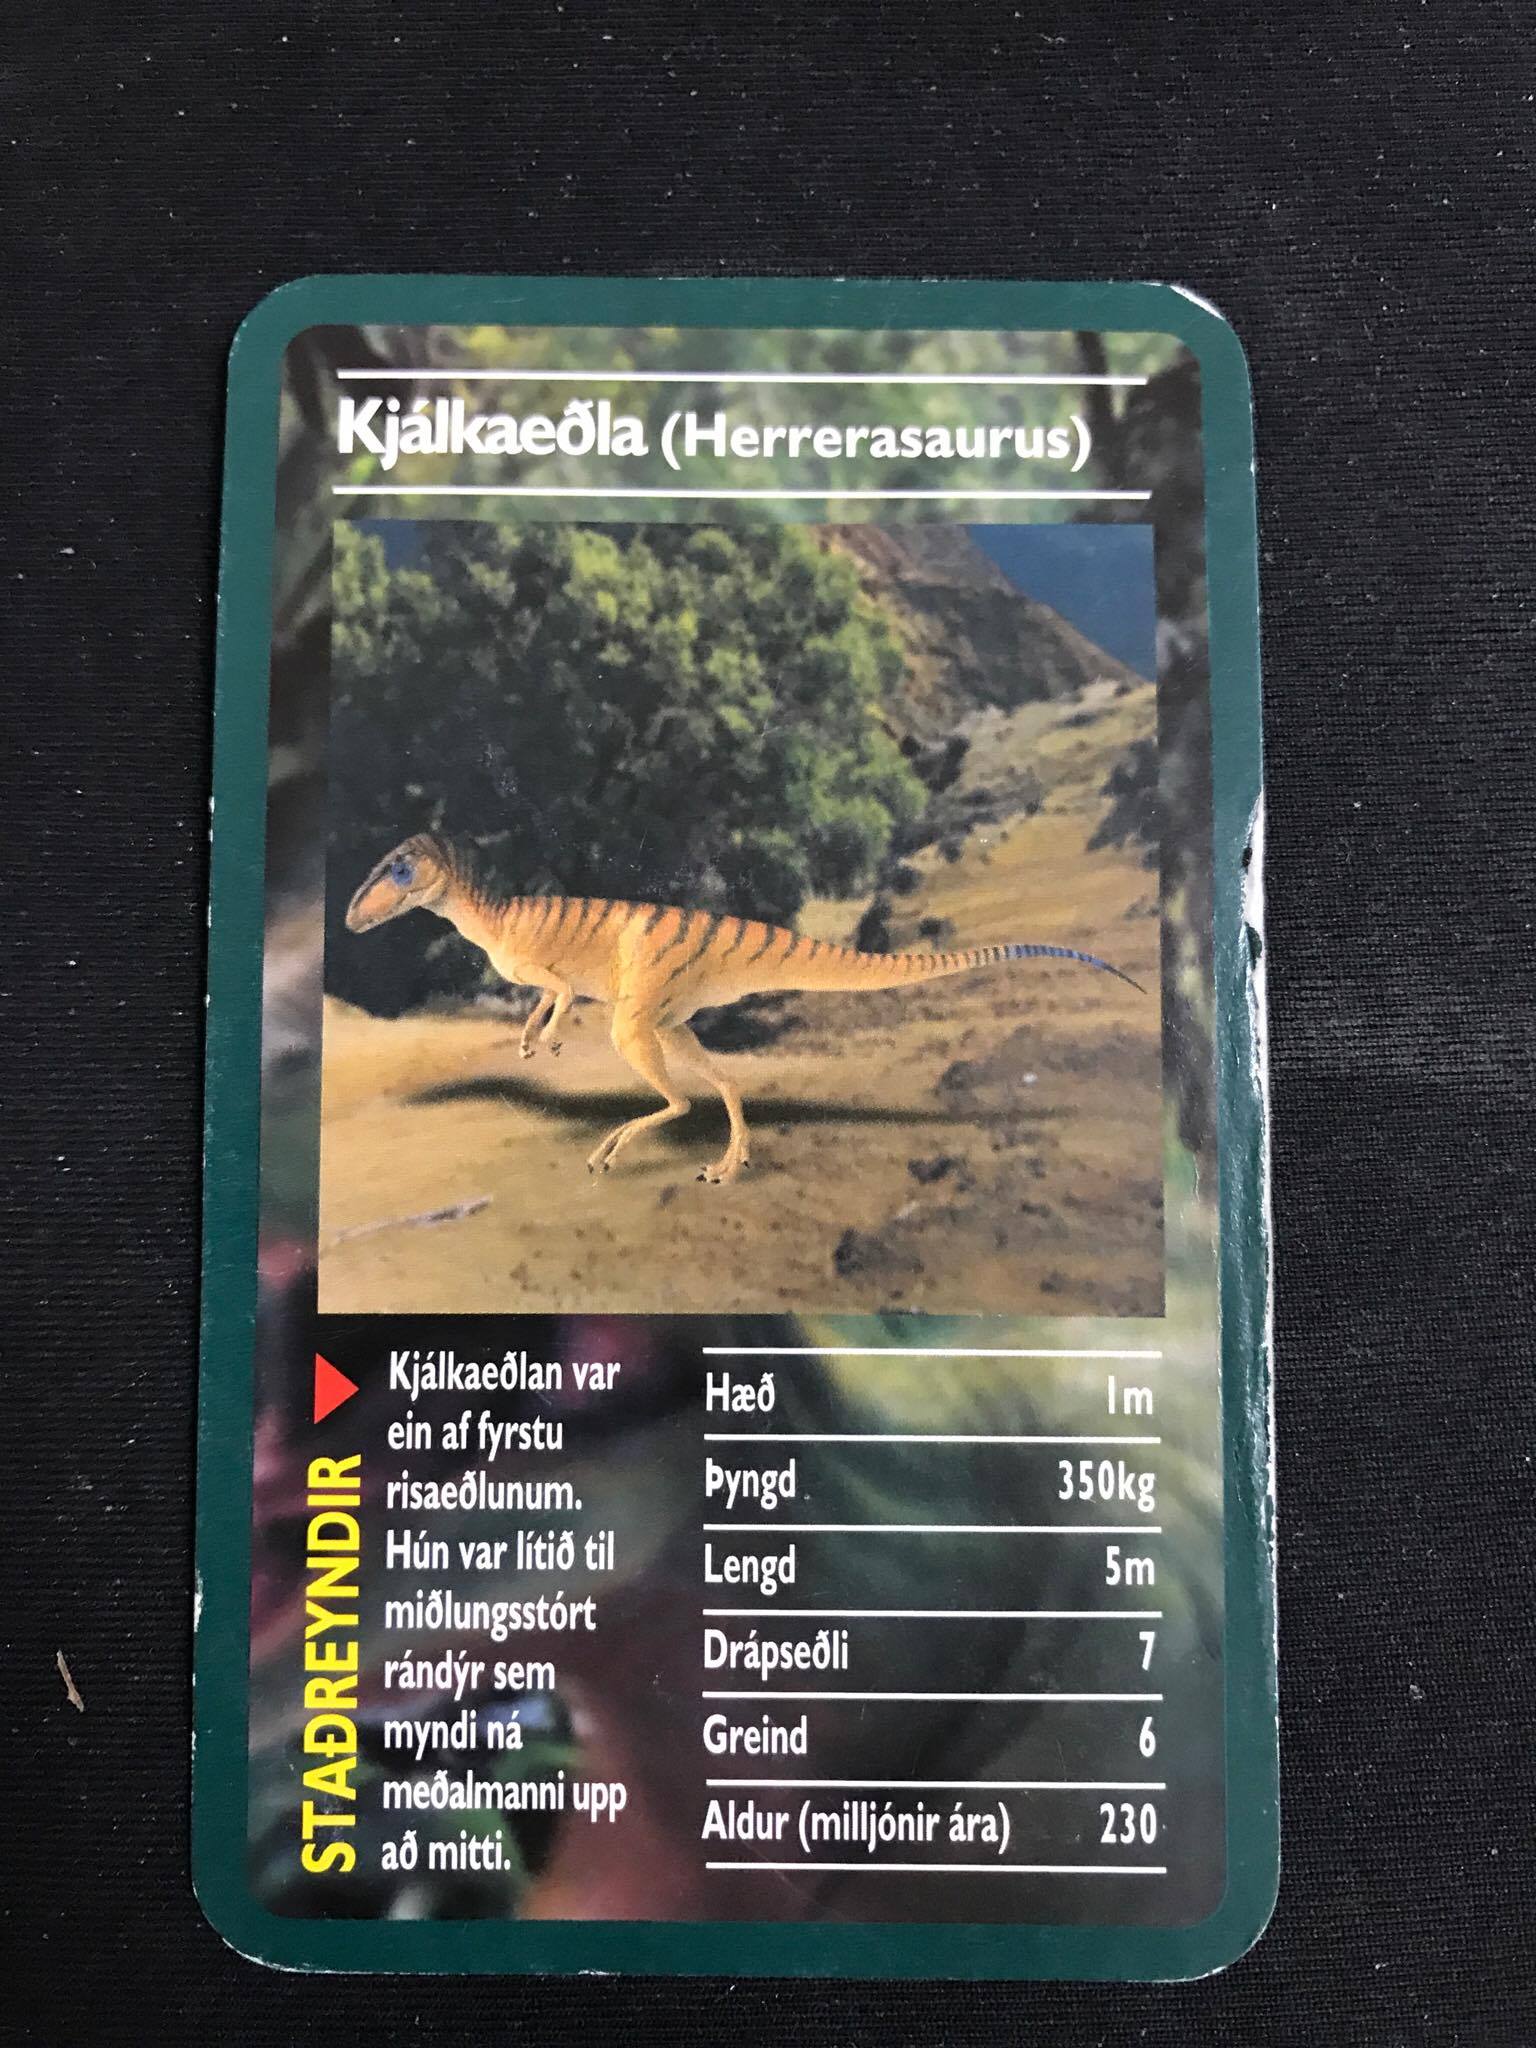 Kjálkaeðla (Herrerasaurus)
STAÐREYNDIR
Kjálkaeðlan var
ein af fyrstu
risaeðlunum.
Hún var lítið til
miðlungsstórt
rándýr sem
myndi ná
meðalmanni upp
að mitti.
Hæð 1m
Þyngd 350kg
Lengd 5m
Drápseðli 7
Greind 6
Aldur (milljónir ára) 230